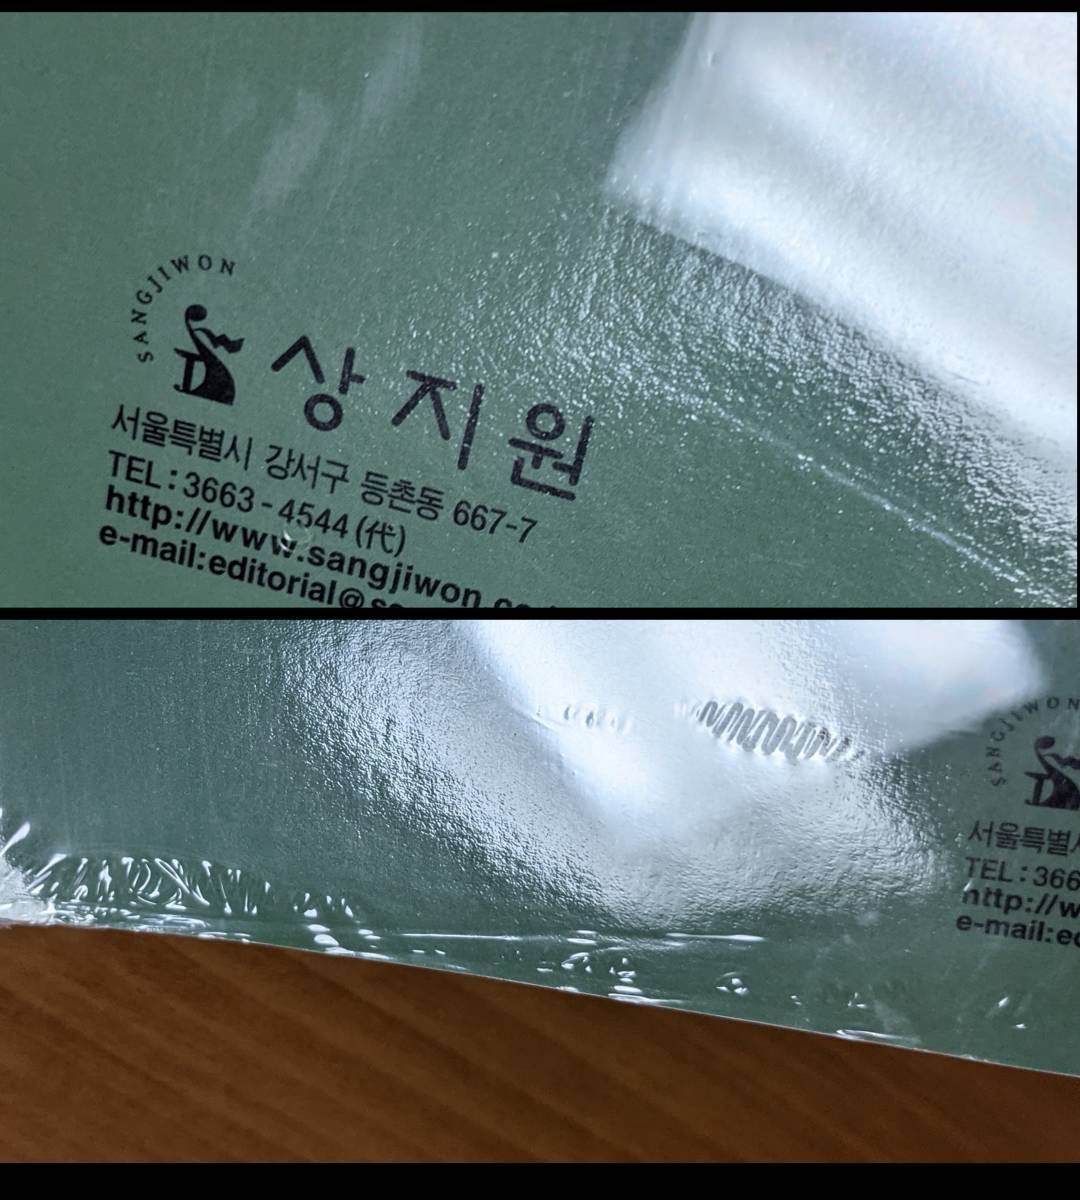 SANGJIWON
상지원
서울특별시 강서구 등촌동 667-7
TEL : 3663-4544 (代)
http://www.sangjiwon
e-mail:editorial@
SANGJIWON
서울특별
TEL : 366
http://w
e-mail:ed